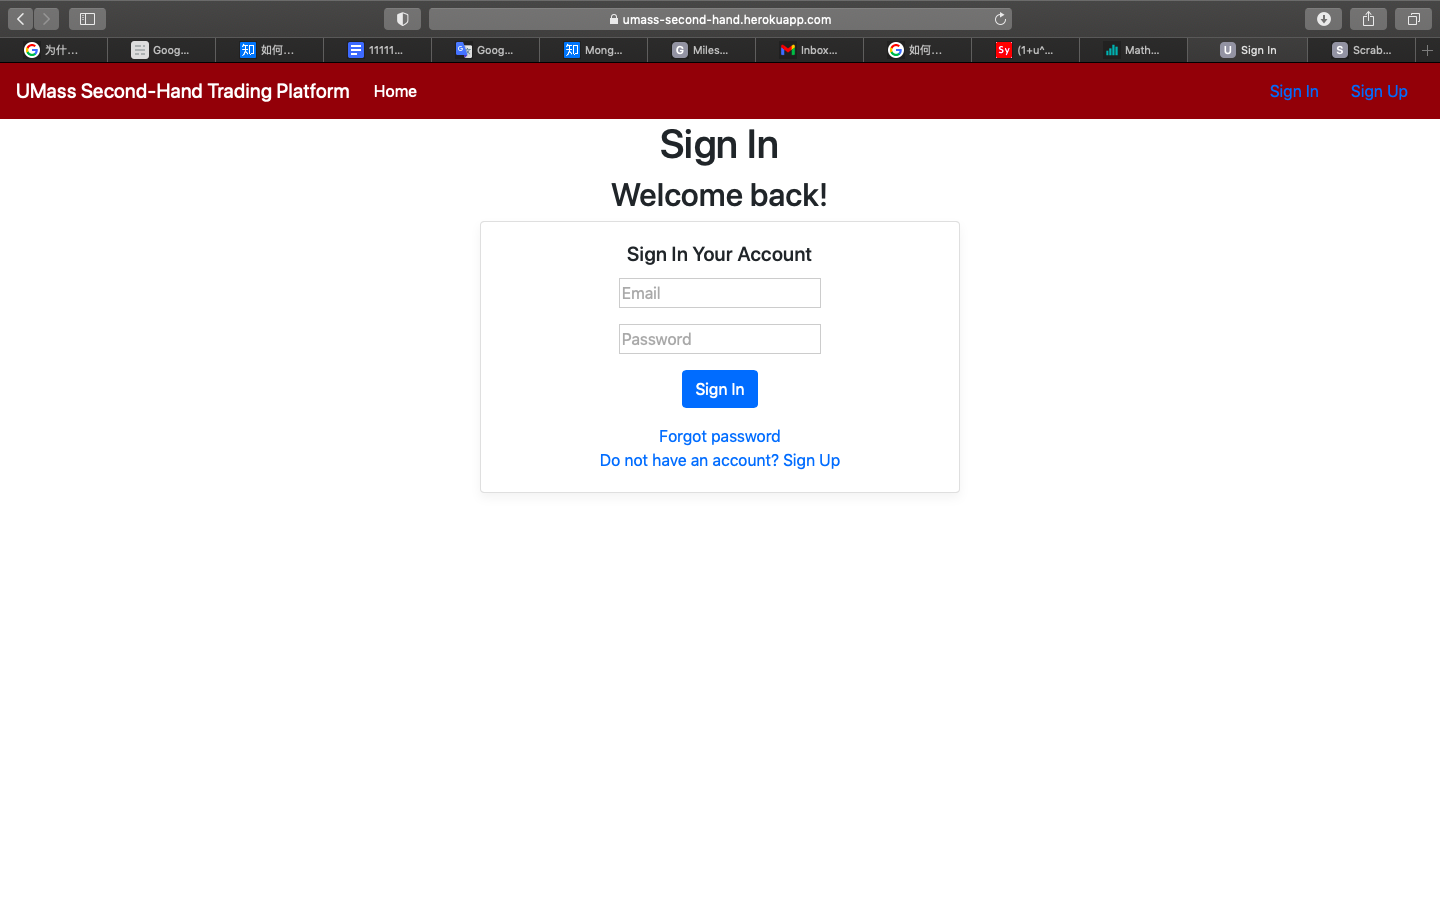 umass-second-hand.herokuapp.com
为什... Goog... 如何... 11111... Goog... Mong... Miles... Inbox... 如何... (1+u^... Math... Sign In Scrab...
UMass Second-Hand Trading Platform Home Sign In Sign Up
Sign In
Welcome back!
Sign In Your Account
Email
Password
Sign In
Forgot password
Do not have an account? Sign Up